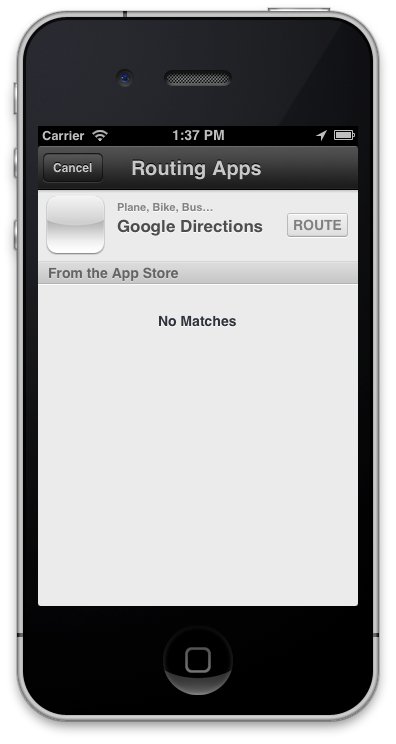 Carrier 1:37 PM
Cancel Routing Apps
Plane, Bike, Bus...
Google Directions ROUTE
From the App Store
No Matches